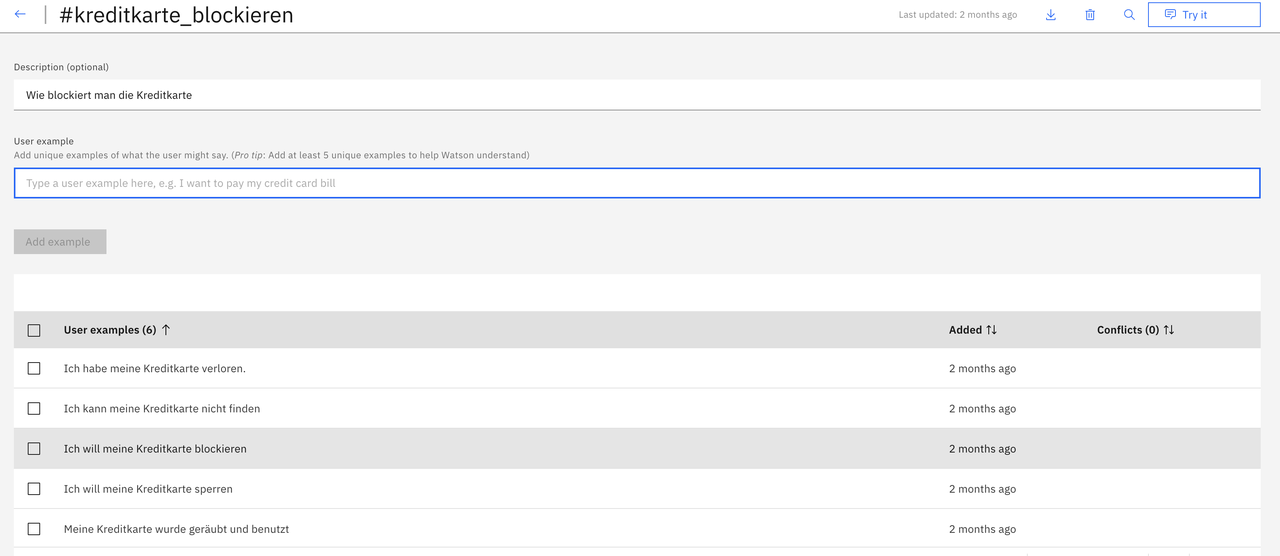 #kreditkarte_blockieren
Last updated: 2 months ago
Try it
Description (optional)
Wie blockiert man die Kreditkarte
User example
Add unique examples of what the user might say. (Pro tip: Add at least 5 unique examples to help Watson understand)
Type a user example here, e.g. I want to pay my credit card bill
Add example
User examples (6) Added Conflicts (0)
Ich habe meine Kreditkarte verloren. 2 months ago
Ich kann meine Kreditkarte nicht finden 2 months ago
Ich will meine Kreditkarte blockieren 2 months ago
Ich will meine Kreditkarte sperren 2 months ago
Meine Kreditkarte wurde geräubt und benutzt 2 months ago